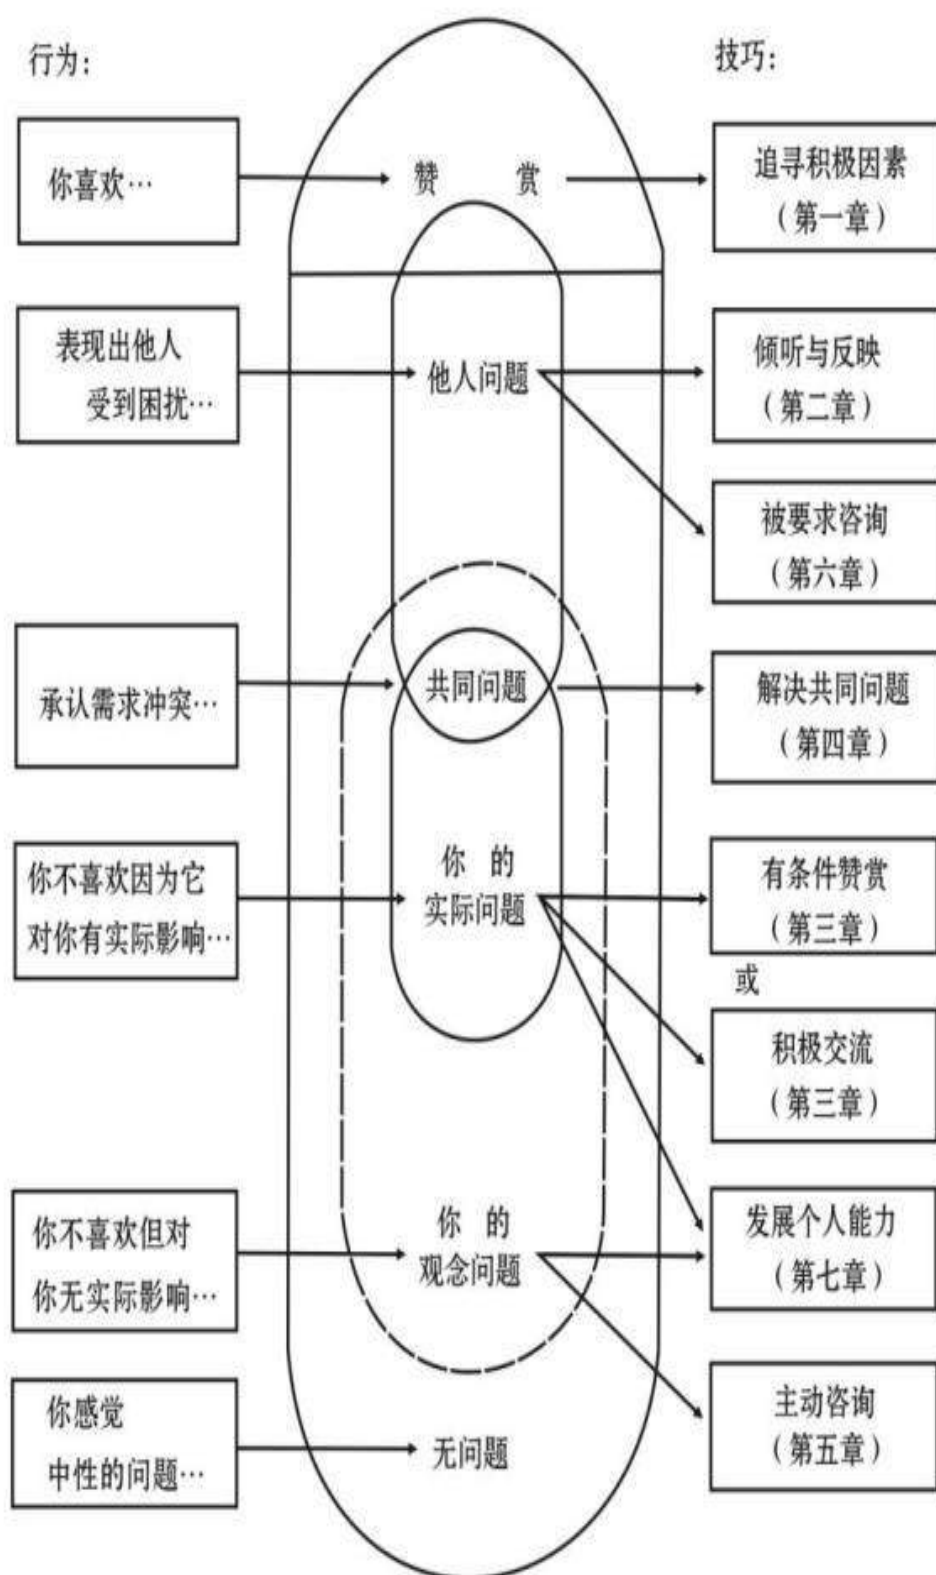 行为：
技巧：
你喜欢…
赞 赏
追寻积极因素
（第一章）
表现出他人
受到困扰…
他人问题
倾听与反映
（第二章）
被要求咨询
（第六章）
承认需求冲突…
共同问题
解决共同问题
（第四章）
你不喜欢因为它
对你有实际影响…
你 的
实际问题
有条件赞赏
（第三章）
或
积极交流
（第三章）
你不喜欢但对
你无实际影响…
你 的
观念问题
发展个人能力
（第七章）
主动咨询
（第五章）
你感觉
中性的问题…
无问题